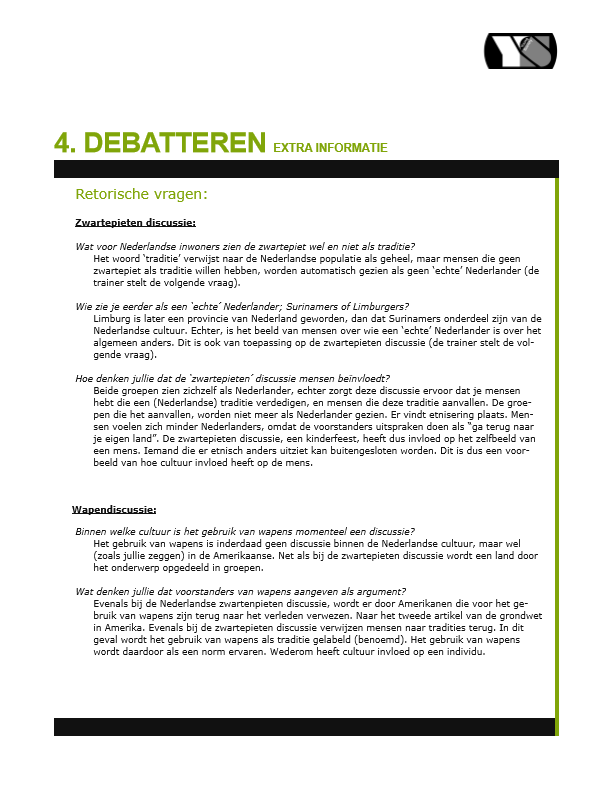 YS
4. DEBATTEREN EXTRA INFORMATIE
Retorische vragen:
Zwartepieten discussie:
Wat voor Nederlandse inwoners zien de zwartepiet wel en niet als traditie?
Het woord ‘traditie’ verwijst naar de Nederlandse populatie als geheel, maar mensen die geen
zwartepiet als traditie willen hebben, worden automatisch gezien als geen ‘echte’ Nederlander (de
trainer stelt de volgende vraag).
Wie zie je eerder als een ‘echte’ Nederlander; Surinamers of Limburgers?
Limburg is later een provincie van Nederland geworden, dan dat Surinamers onderdeel zijn van de
Nederlandse cultuur. Echter, is het beeld van mensen over wie een ‘echte’ Nederlander is over het
algemeen anders. Dit is ook van toepassing op de zwartepieten discussie (de trainer stelt de vol-
gende vraag).
Hoe denken jullie dat de ‘zwartepieten’ discussie mensen beïnvloedt?
Beide groepen zien zichzelf als Nederlander, echter zorgt deze discussie ervoor dat je mensen
hebt die een (Nederlandse) traditie verdedigen, en mensen die deze traditie aanvallen. De groe-
pen die het aanvallen, worden niet meer als Nederlander gezien. Er vindt etnisering plaats. Men-
sen voelen zich minder Nederlanders, omdat de voorstanders uitspraken doen als “ga terug naar
je eigen land”. De zwartepieten discussie, een kinderfeest, heeft dus invloed op het zelfbeeld van
een mens. Iemand die er etnisch anders uitziet kan buitengesloten worden. Dit is dus een voor-
beeld van hoe cultuur invloed heeft op de mens.
Wapendiscussie:
Binnen welke cultuur is het gebruik van wapens momenteel een discussie?
Het gebruik van wapens is inderdaad geen discussie binnen de Nederlandse cultuur, maar wel
(zoals jullie zeggen) in de Amerikaanse. Net als bij de zwartepieten discussie wordt een land door
het onderwerp opgedeeld in groepen.
Wat denken jullie dat voorstanders van wapens aangeven als argument?
Evenals bij de Nederlandse zwartenpieten discussie, wordt er door Amerikanen die voor het ge-
bruik van wapens zijn terug naar het verleden verwezen. Naar het tweede artikel van de grondwet
in Amerika. Evenals bij de zwartepieten discussie verwijzen mensen naar tradities terug. In dit
geval wordt het gebruik van wapens als traditie gelabeld (benoemd). Het gebruik van wapens
wordt daardoor als een norm ervaren. Wederom heeft cultuur invloed op een individu.